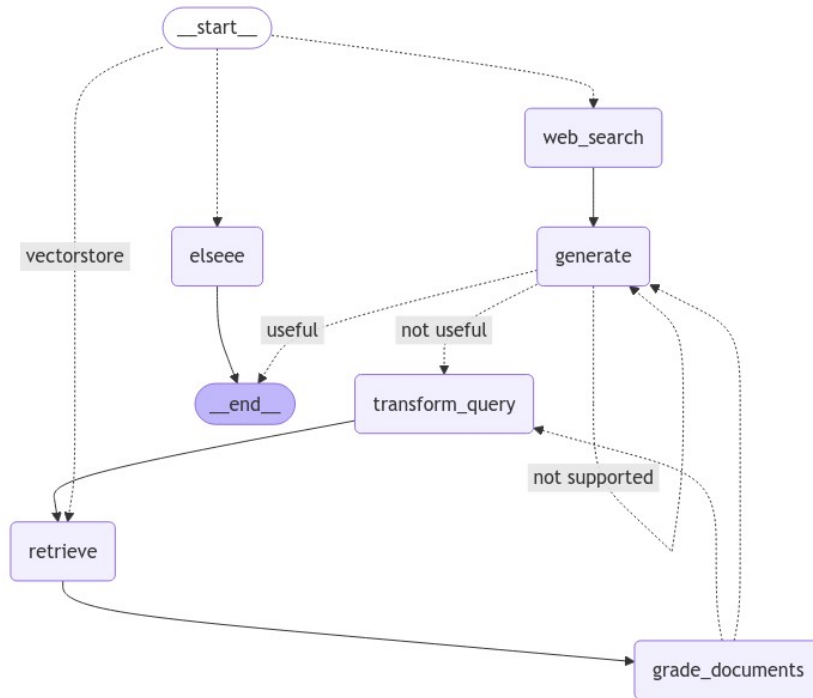 __start__
web_search
vectorstore
elseee
generate
useful
not useful
__end__
transform_query
not supported
retrieve
grade_documents